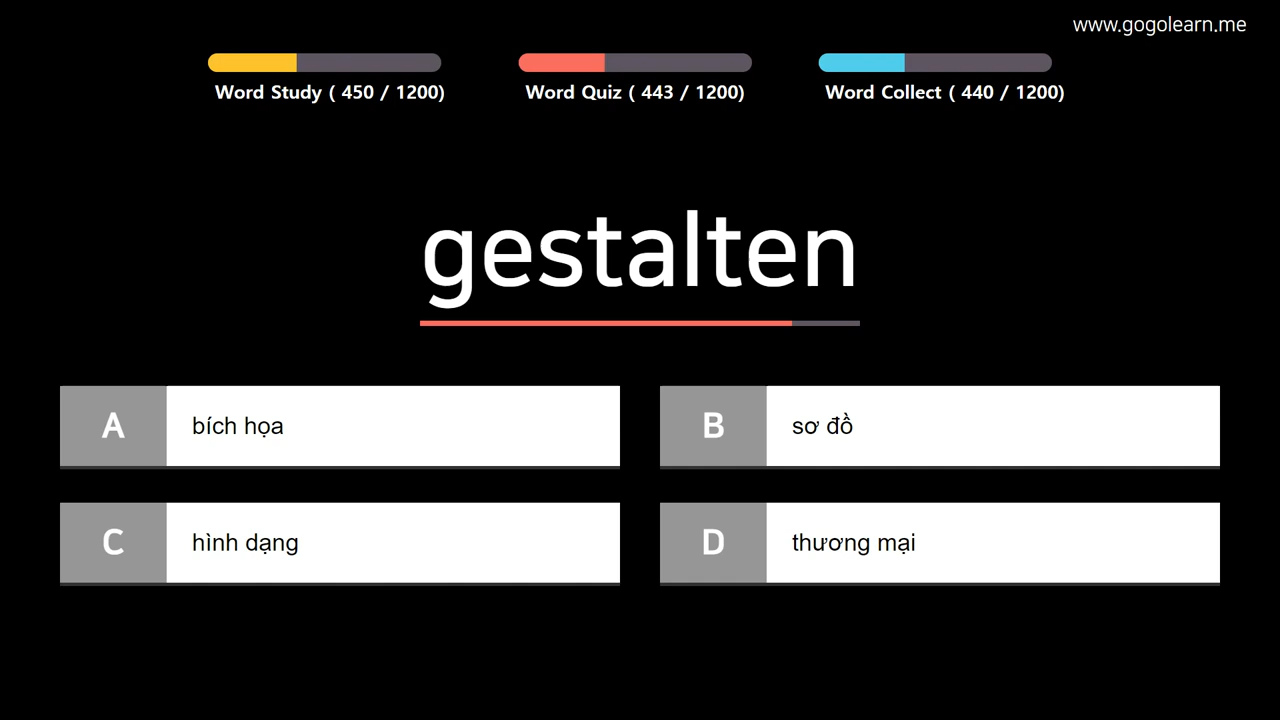 www.gogolearn.me
Word Study ( 450 / 1200)
Word Quiz ( 443 / 1200)
Word Collect ( 440 / 1200)
gestalten
A bích họa
B sơ đồ
C hình dạng
D thương mại